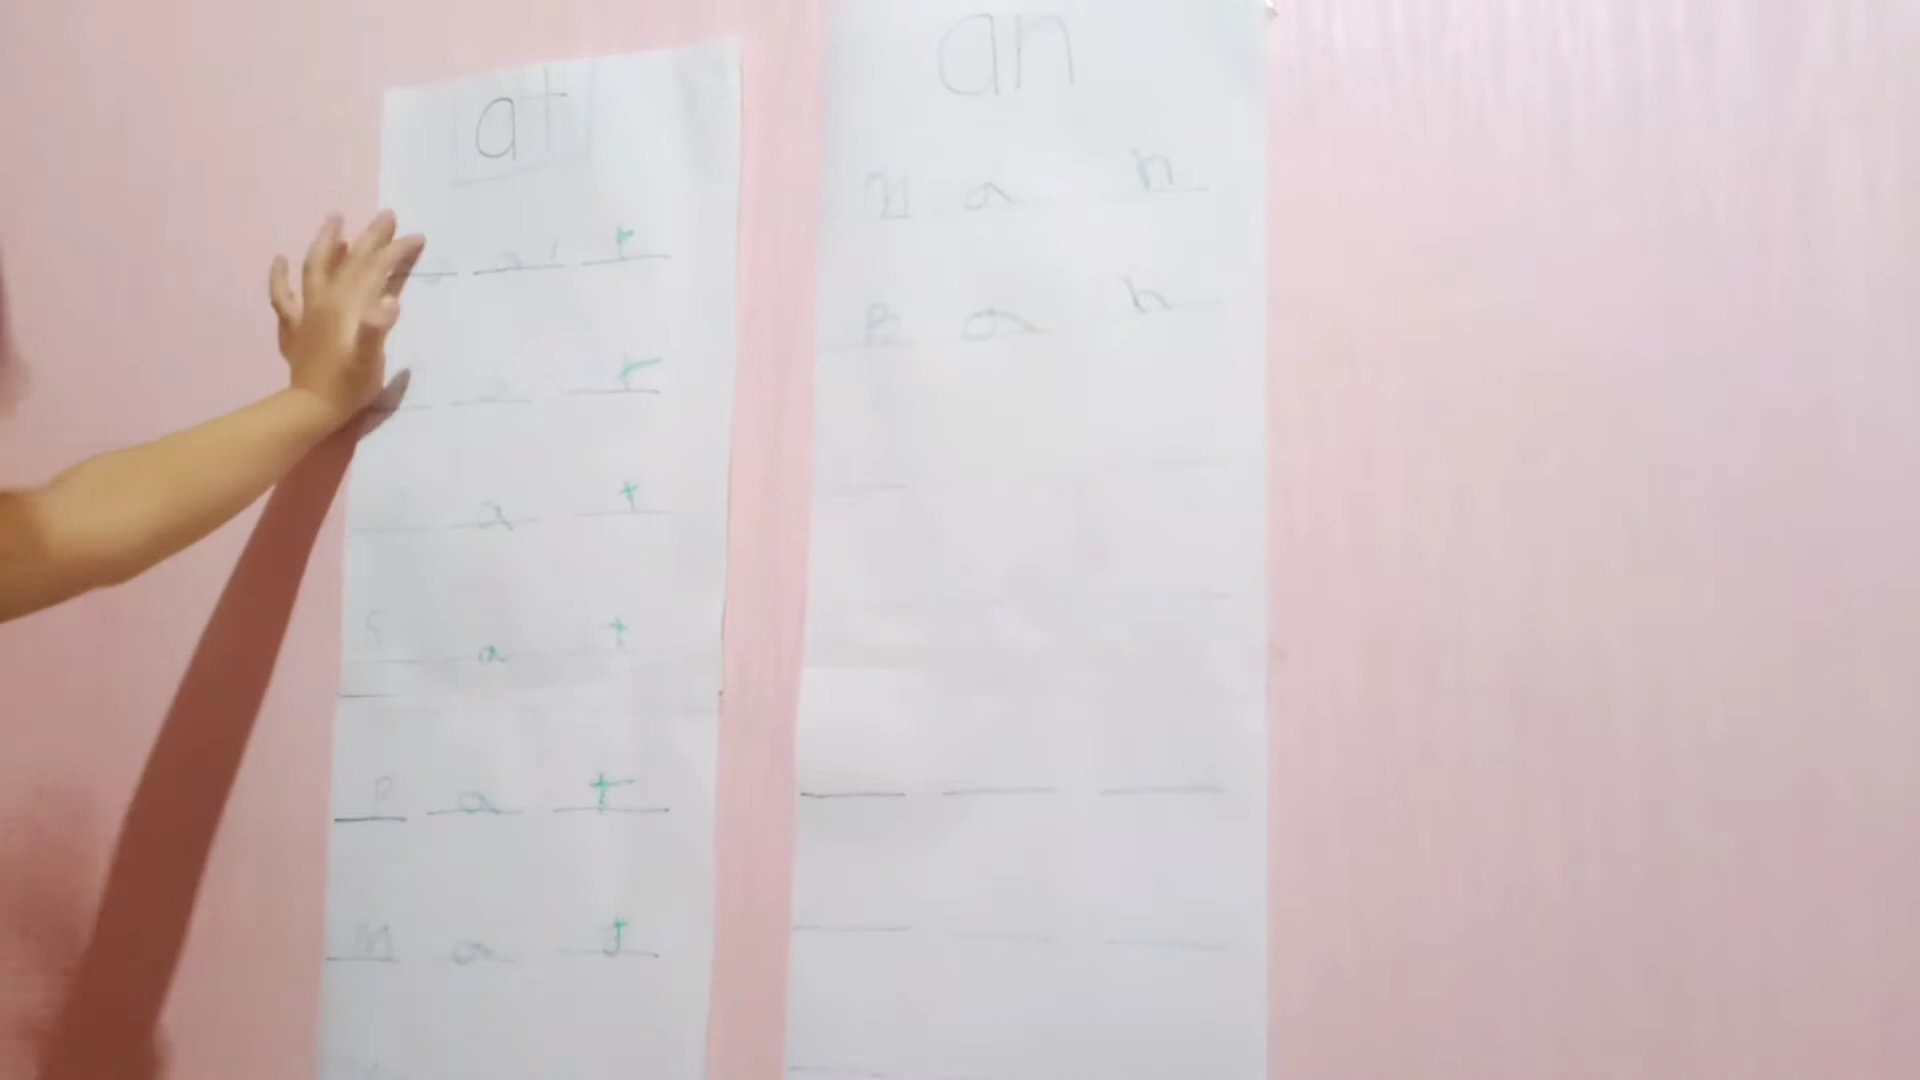 at
a t
t
a t
S a t
P a t
M a t
an
M a n
P a n